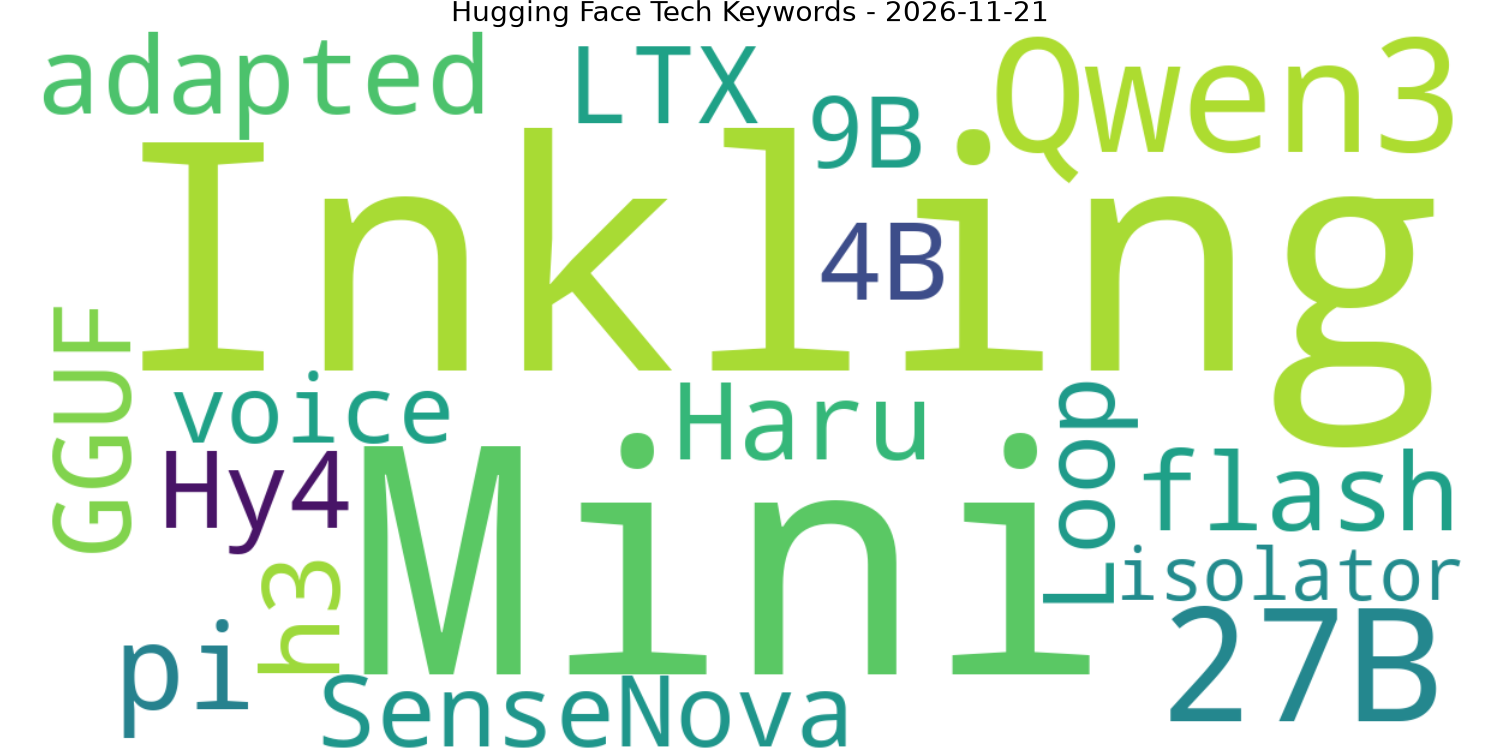 Hugging Face Tech Keywords - 2026-11-21
adapted
LTX
9B
Qwen3
Inkling
4B
GGUF
voice
Haru
Loop
Hy4
Mini
flash
h3
isolator
pi
27B
SenseNova